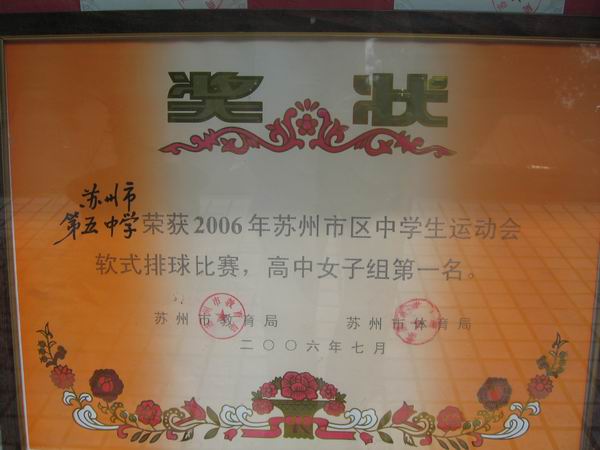 奖状
苏州市
第五中学荣获2006年苏州市区中学生运动会
软式排球比赛，高中女子组第一名。
苏州市教育局 苏州市体育局
二〇〇六年七月